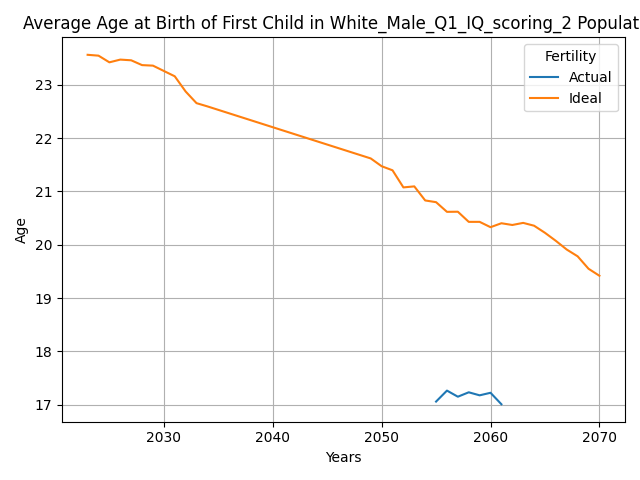 Average Age at Birth of First Child in White_Male_Q1_IQ_scoring_2 Populat
Fertility
Actual
Ideal
Age
23
22
21
20
19
18
17
2030 2040 2050 2060 2070
Years